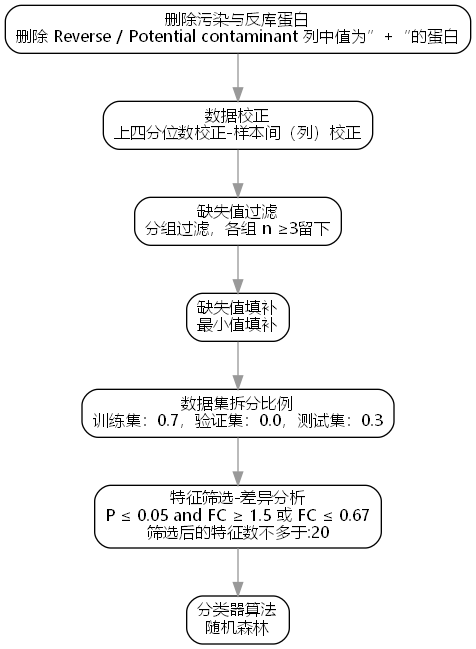 删除污染与反库蛋白
删除 Reverse / Potential contaminant 列中值为”+“的蛋白
数据校正
上四分位数校正-样本间（列）校正
缺失值过滤
分组过滤，各组 n ≥3留下
缺失值填补
最小值填补
数据集拆分比例
训练集：0.7，验证集：0.0，测试集：0.3
特征筛选-差异分析
P ≤ 0.05 and FC ≥ 1.5 或 FC ≤ 0.67
筛选后的特征数不多于:20
分类器算法
随机森林